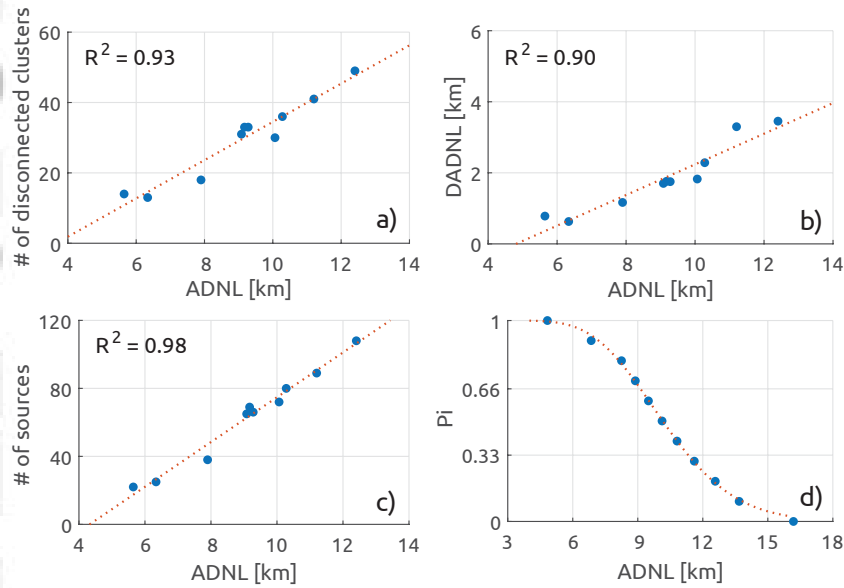 60
40
20
0
# of disconnected clusters
R² = 0.93
a)
4 6 8 10 12 14
ADNL [km]
6
4
2
0
DADNL [km]
R² = 0.90
b)
4 6 8 10 12 14
ADNL [km]
120
80
40
0
# of sources
R² = 0.98
c)
4 6 8 10 12 14
ADNL [km]
1
0.66
0.33
0
Pi
d)
3 6 9 12 15 18
ADNL [km]